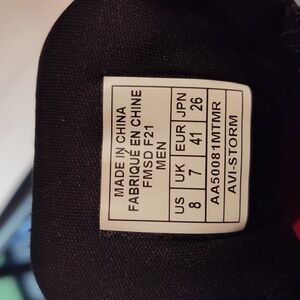 MADE IN CHINA
FABRIQUÉ EN CHINE
FMSD F21
MEN
US UK EUR JPN
8 7 41 26
AA50081MTMR
AVI-STORM